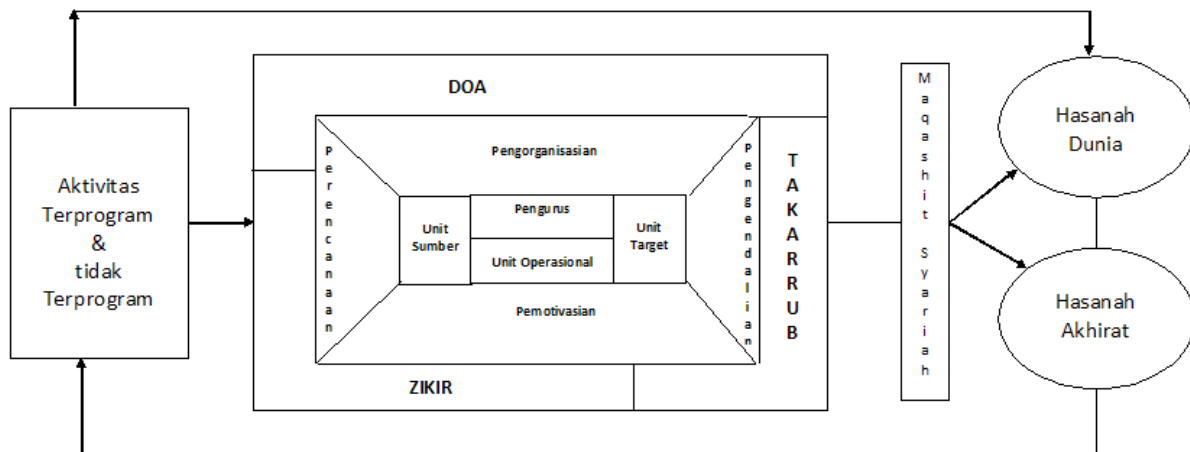 Aktivitas
Terprogram
&
tidak
Terprogram
DOA
Perencanaan
Pengorganisasian
Unit
Sumber
Pengurus
Unit Operasional
Unit
Target
Pemotivasian
Pengendalian
TAKARRUB
ZIKIR
Maqashit Syariah
Hasanah
Dunia
Hasanah
Akhirat